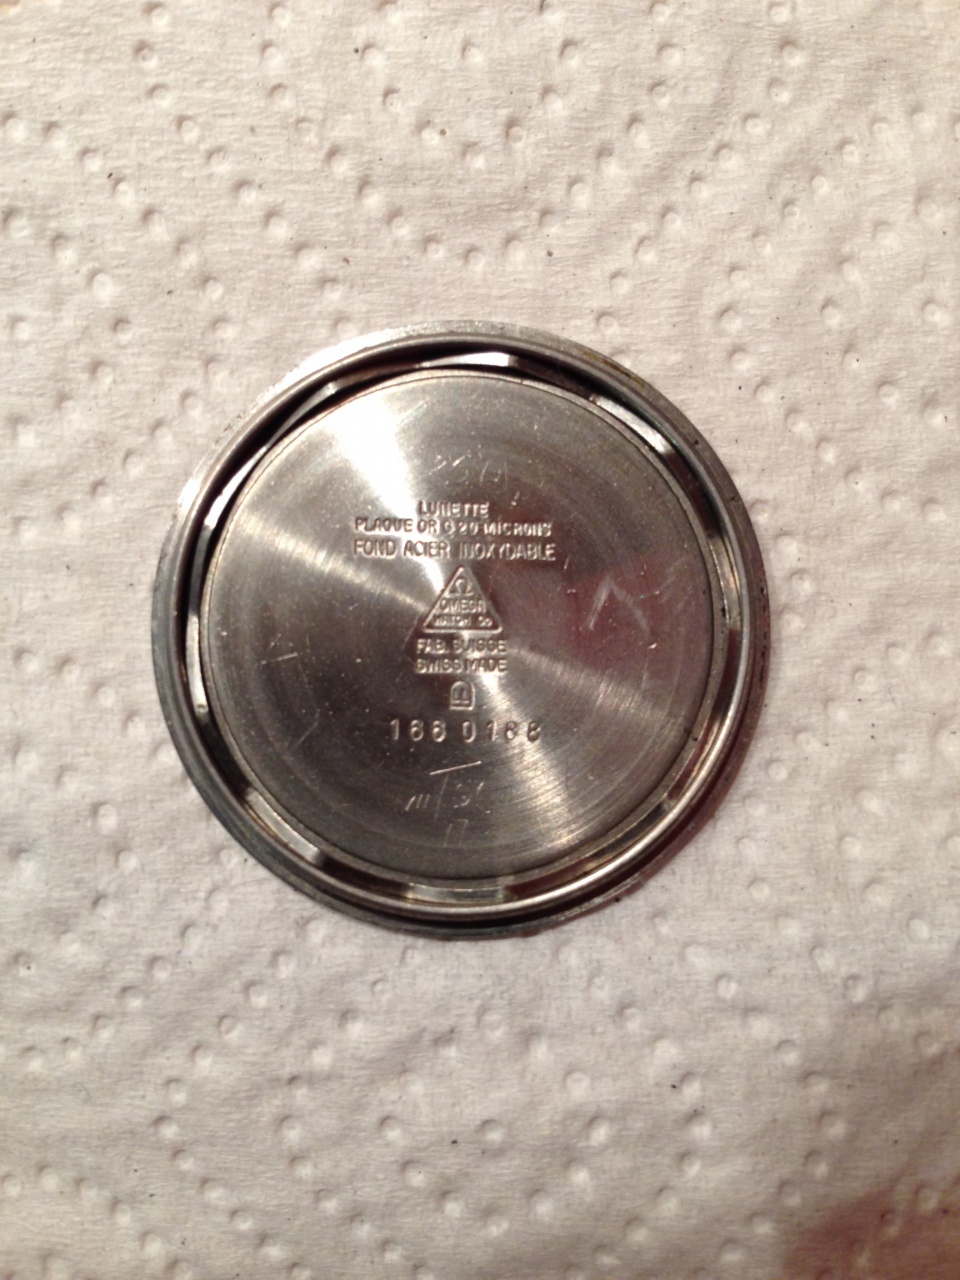 LUNETTE
PLAQUE OR G 20 MICRONS
FOND ACIER INOXYDABLE
Ω
OMEGA
WATCH Co
FAB. SUISSE
SWISS MADE
166 0168